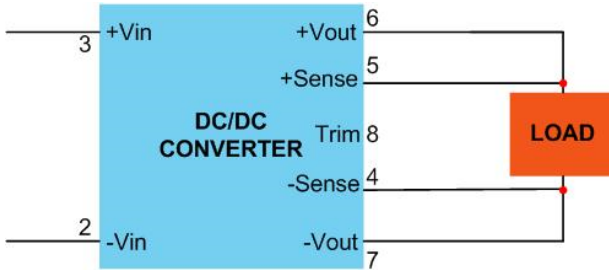 +Vout 6
3 +Vin
+Sense 5
DC/DC
CONVERTER
Trim 8
LOAD
-Sense 4
2 -Vin
-Vout 7